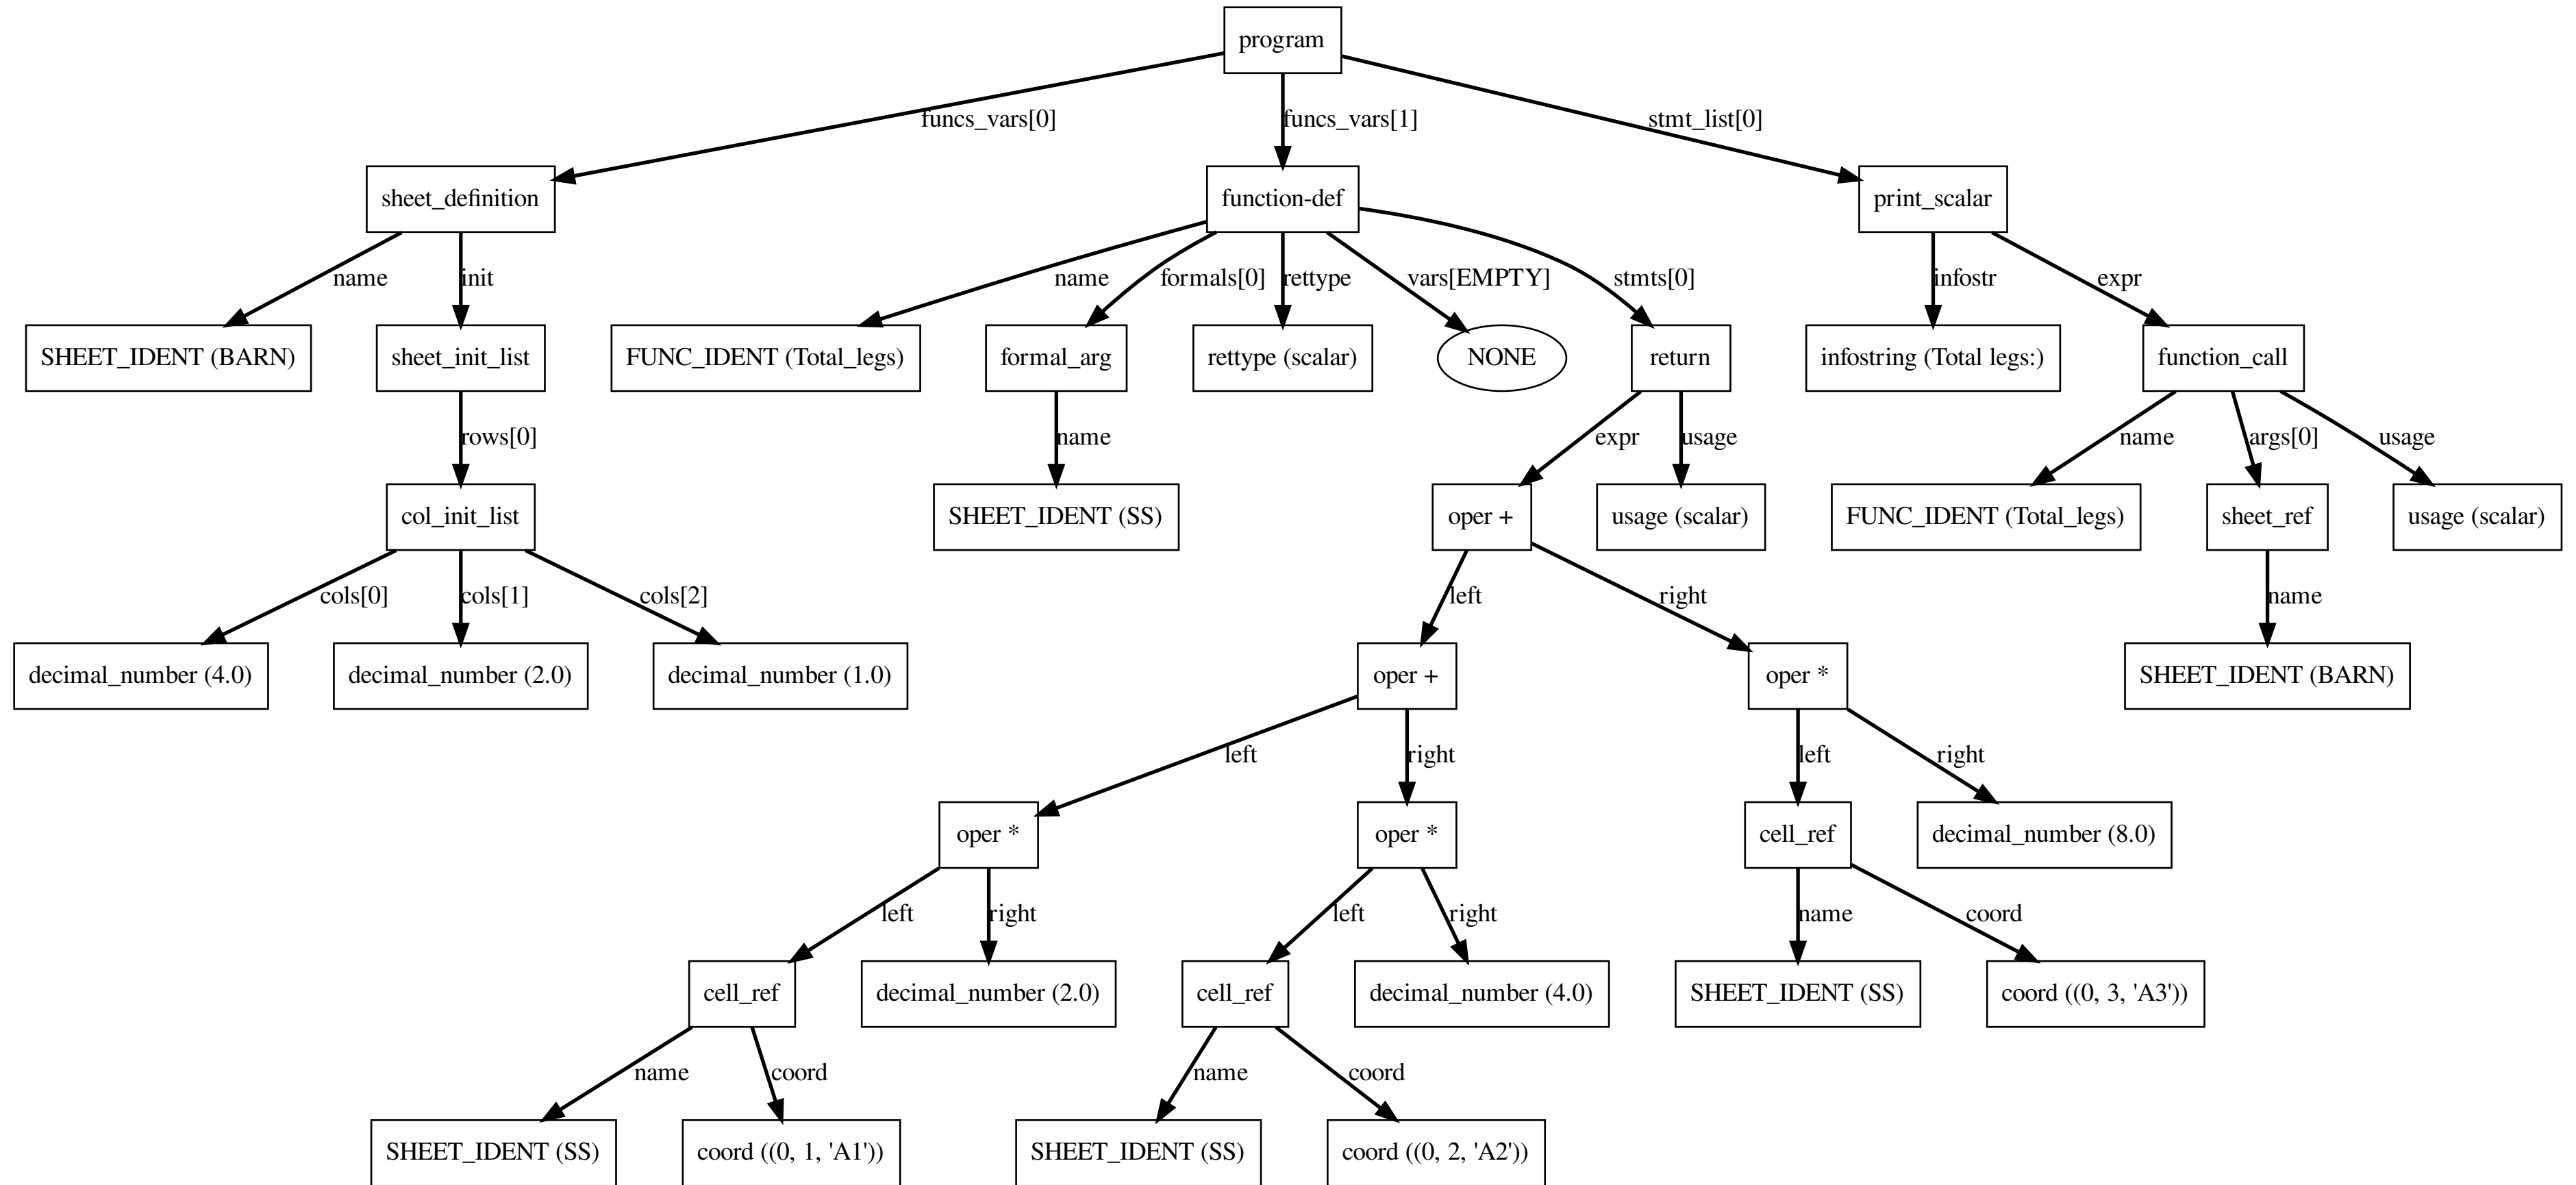 program
funcs_vars[0]
funcs_vars[1]
stmt_list[0]
sheet_definition
function-def
print_scalar
name
init
name
formals[0]
rettype
vars[EMPTY]
stmts[0]
infostr
expr
SHEET_IDENT (BARN)
sheet_init_list
FUNC_IDENT (Total_legs)
formal_arg
rettype (scalar)
NONE
return
infostring (Total legs:)
function_call
rows[0]
name
expr
usage
name
args[0]
usage
col_init_list
SHEET_IDENT (SS)
oper +
usage (scalar)
FUNC_IDENT (Total_legs)
sheet_ref
usage (scalar)
cols[0]
cols[1]
cols[2]
left
right
name
decimal_number (4.0)
decimal_number (2.0)
decimal_number (1.0)
oper +
oper *
SHEET_IDENT (BARN)
left
right
left
right
oper *
oper *
cell_ref
decimal_number (8.0)
left
right
left
right
name
coord
cell_ref
decimal_number (2.0)
cell_ref
decimal_number (4.0)
SHEET_IDENT (SS)
coord ((0, 3, 'A3'))
name
coord
name
coord
SHEET_IDENT (SS)
coord ((0, 1, 'A1'))
SHEET_IDENT (SS)
coord ((0, 2, 'A2'))